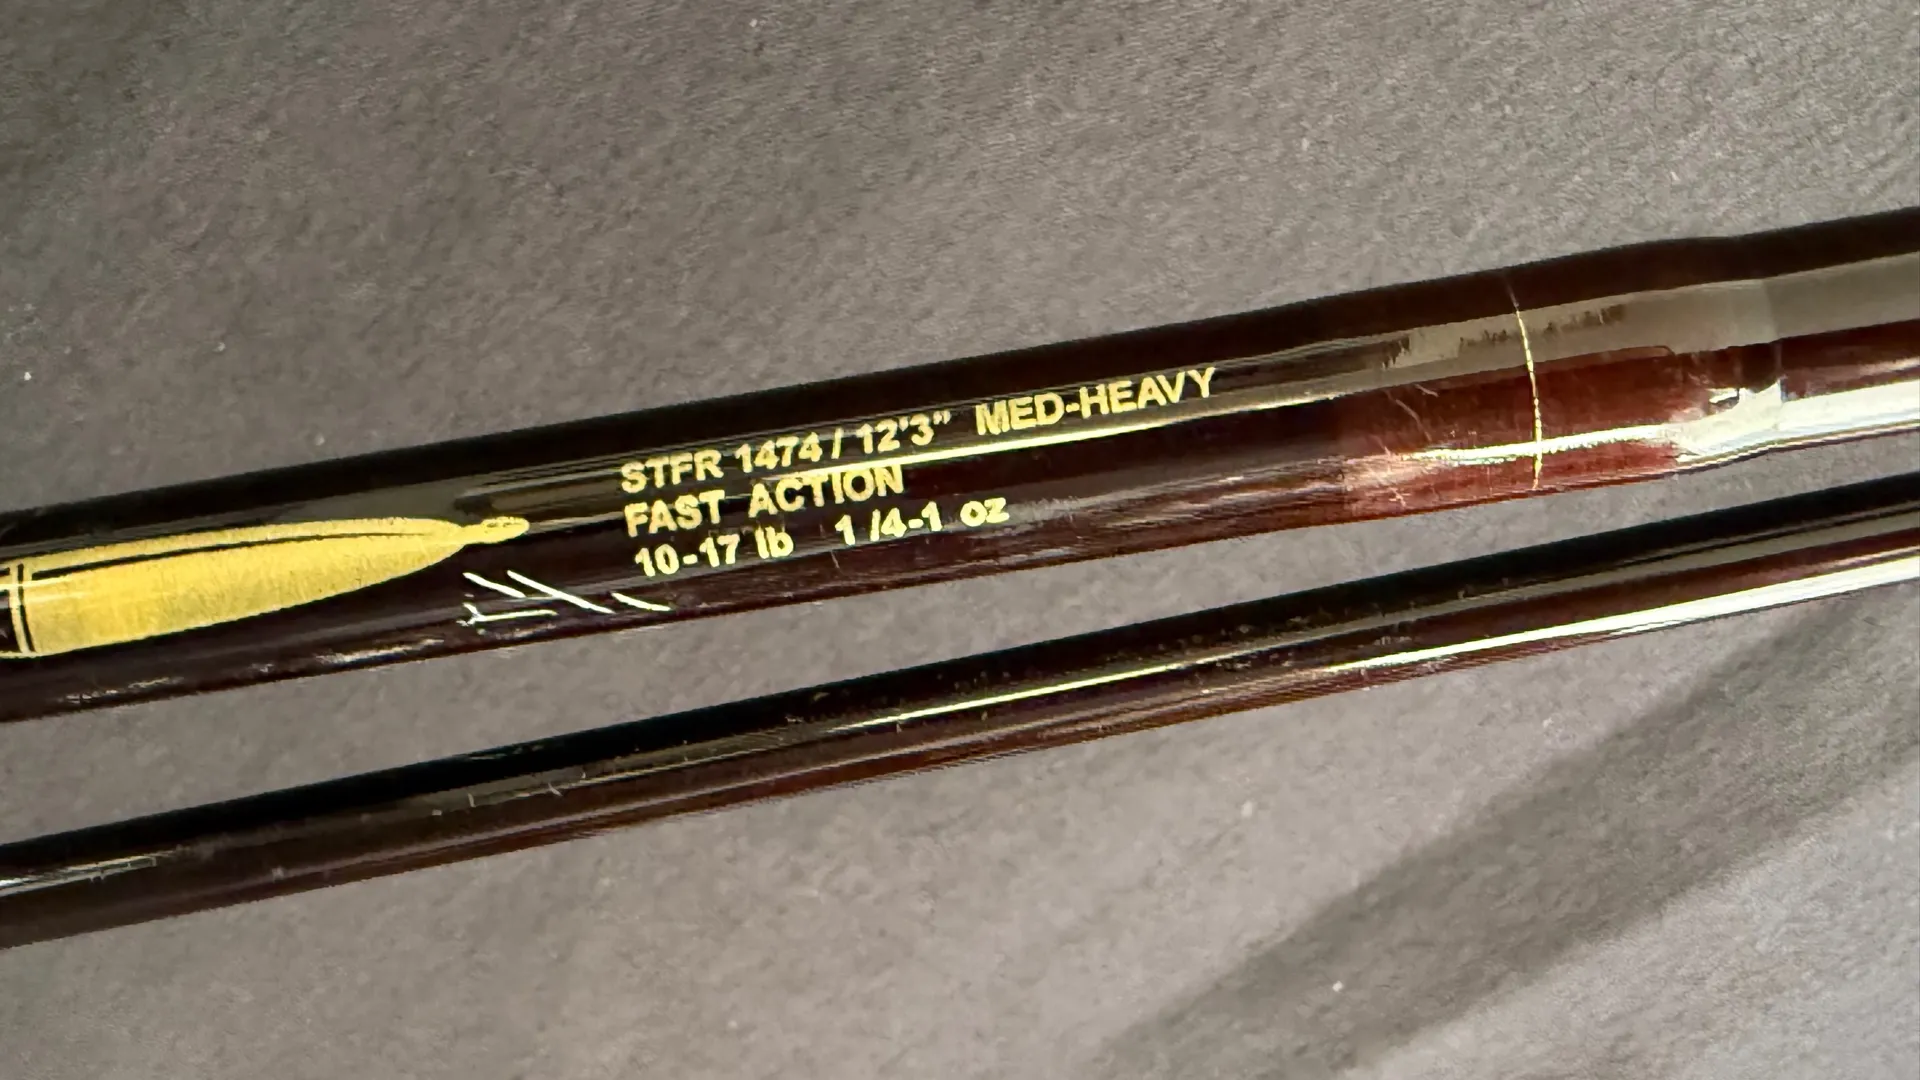 STFR 1474 / 12'3" MED-HEAVY
FAST ACTION
10-17 lb 1/4-1 oz